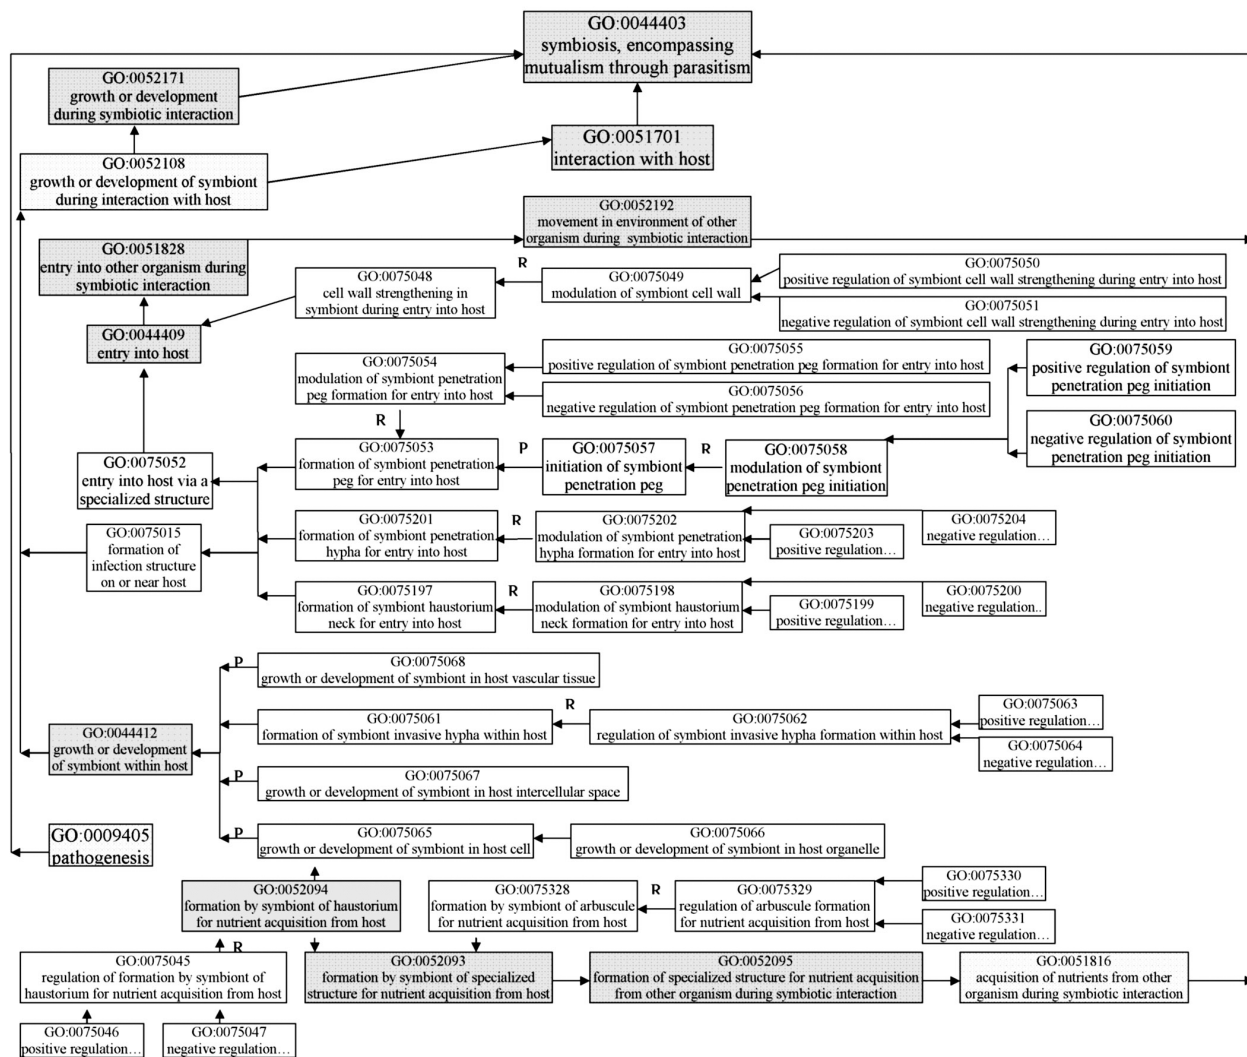 GO:0044403
symbiosis, encompassing
mutualism through parasitism
GO:0052171
growth or development
during symbiotic interaction
GO:0051701
interaction with host
GO:0052108
growth or development of symbiont
during interaction with host
GO:0052192
movement in environment of other
organism during symbiotic interaction
GO:0051828
entry into other organism during
symbiotic interaction
GO:0075048
cell wall strengthening in
symbiont during entry into host
R
GO:0075049
modulation of symbiont cell wall
GO:0075050
positive regulation of symbiont cell wall strengthening during entry into host
GO:0075051
negative regulation of symbiont cell wall strengthening during entry into host
GO:0044409
entry into host
GO:0075054
modulation of symbiont penetration
peg formation for entry into host
GO:0075055
positive regulation of symbiont penetration peg formation for entry into host
GO:0075056
negative regulation of symbiont penetration peg formation for entry into host
GO:0075059
positive regulation of symbiont
penetration peg initiation
GO:0075060
negative regulation of symbiont
penetration peg initiation
R
GO:0075052
entry into host via a
specialized structure
GO:0075053
formation of symbiont penetration
peg for entry into host
P
GO:0075057
initiation of symbiont
penetration peg
R
GO:0075058
modulation of symbiont
penetration peg initiation
GO:0075015
formation of
infection structure
on or near host
GO:0075201
formation of symbiont penetration
hypha for entry into host
R
GO:0075202
modulation of symbiont penetration
hypha formation for entry into host
GO:0075203
positive regulation…
GO:0075204
negative regulation…
GO:0075197
formation of symbiont haustorium
neck for entry into host
R
GO:0075198
modulation of symbiont haustorium
neck formation for entry into host
GO:0075199
positive regulation…
GO:0075200
negative regulation..
P
GO:0075068
growth or development of symbiont in host vascular tissue
GO:0044412
growth or development
of symbiont within host
GO:0075061
formation of symbiont invasive hypha within host
R
GO:0075062
regulation of symbiont invasive hypha formation within host
GO:0075063
positive regulation…
GO:0075064
negative regulation…
P
GO:0075067
growth or development of symbiont in host intercellular space
GO:0009405
pathogenesis
P
GO:0075065
growth or development of symbiont in host cell
GO:0075066
growth or development of symbiont in host organelle
GO:0052094
formation by symbiont of haustorium
for nutrient acquisition from host
GO:0075328
formation by symbiont of arbuscule
for nutrient acquisition from host
R
GO:0075329
regulation of arbuscule formation
for nutrient acquisition from host
GO:0075330
positive regulation…
GO:0075331
negative regulation…
R
GO:0075045
regulation of formation by symbiont of
haustorium for nutrient acquisition from host
GO:0052093
formation by symbiont of specialized
structure for nutrient acquisition from host
GO:0052095
formation of specialized structure for nutrient acquisition
from other organism during symbiotic interaction
GO:0051816
acquisition of nutrients from other
organism during symbiotic interaction
GO:0075046
positive regulation…
GO:0075047
negative regulation…